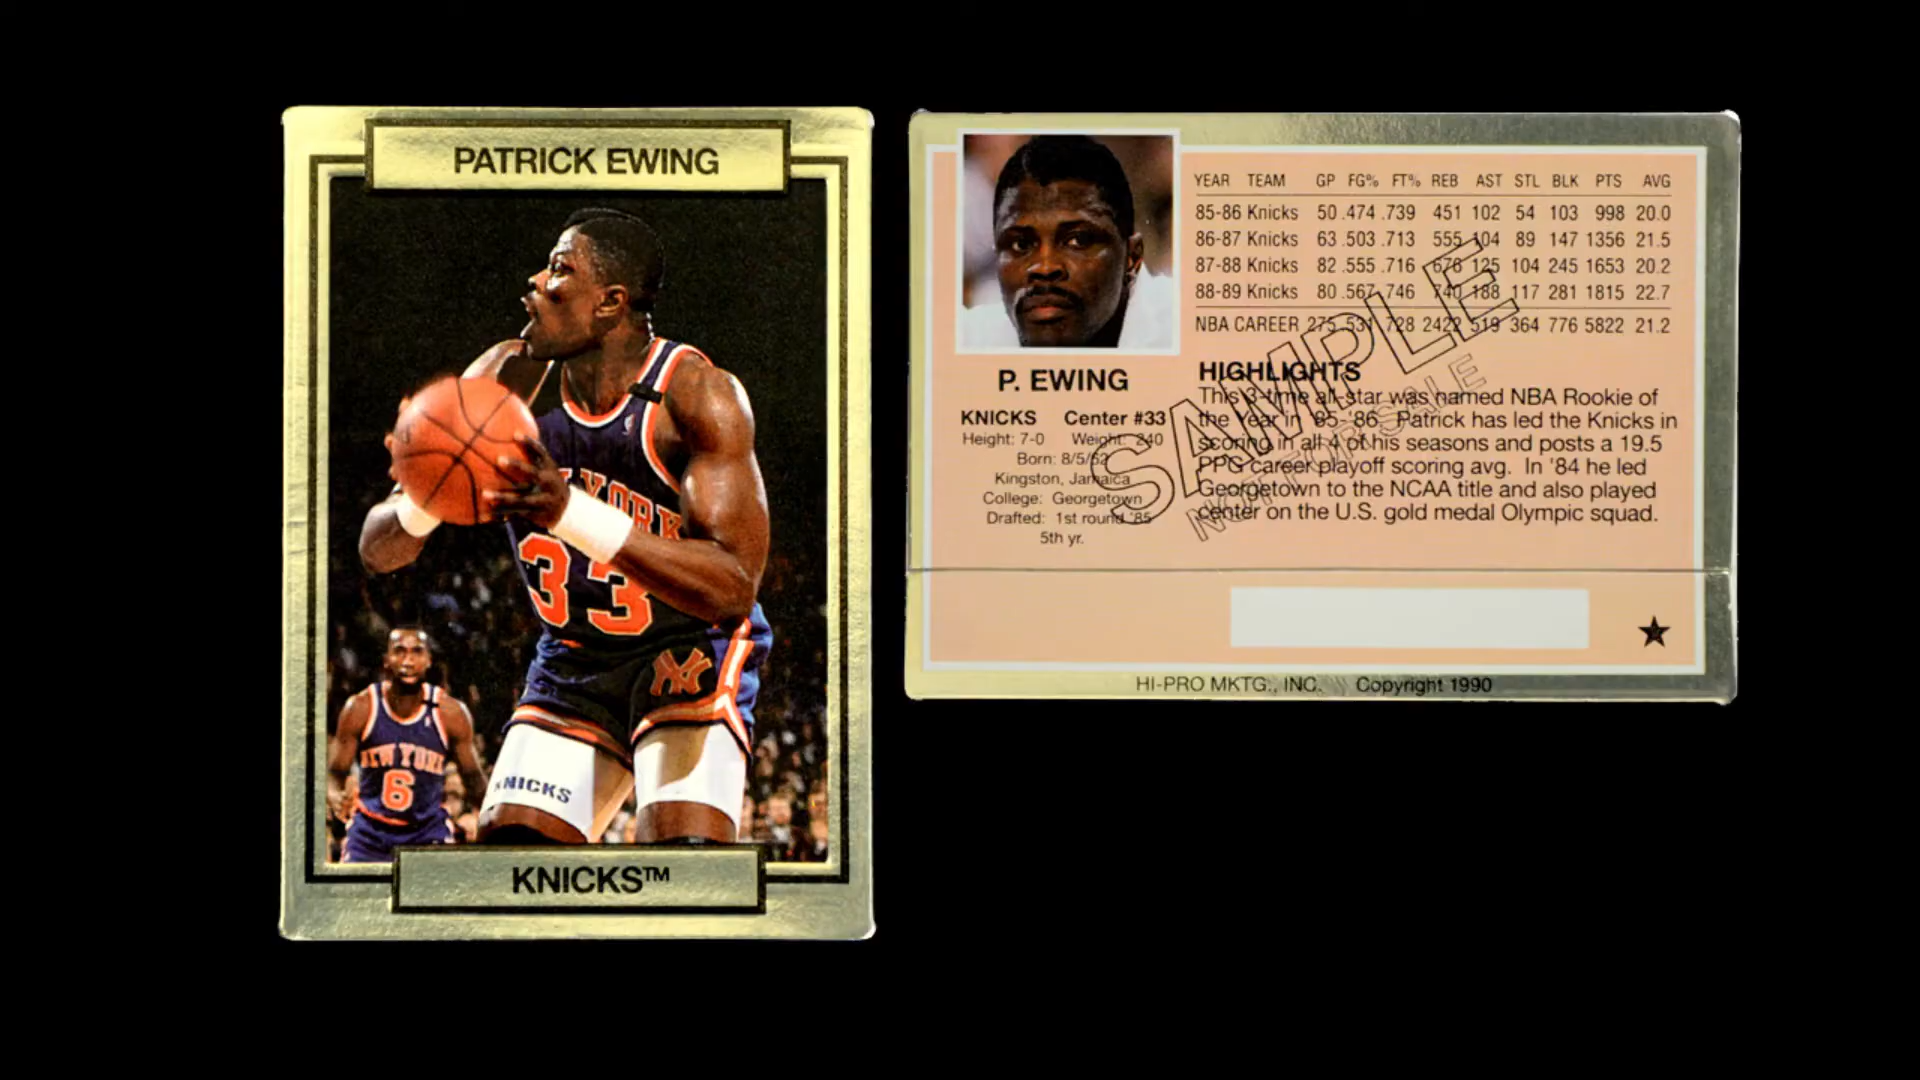 PATRICK EWING
YORK
33
NY
NEW YORK
6
KNICKS
KNICKS™
YEAR TEAM GP FG% FT% REB AST STL BLK PTS AVG
85-86 Knicks 50 .474 .739 451 102 54 103 998 20.0
86-87 Knicks 63 .503 .713 555 104 89 147 1356 21.5
87-88 Knicks 82 .555 .716 676 125 104 245 1653 20.2
88-89 Knicks 80 .567 .746 740 188 117 281 1815 22.7
NBA CAREER 275 .531 .728 2422 519 364 776 5822 21.2
P. EWING
KNICKS Center #33
Height: 7-0 Weight: 240
Born: 8/5/62
Kingston, Jamaica
College: Georgetown
Drafted: 1st round '85
5th yr.
HIGHLIGHTS
This 3-time all-star was named NBA Rookie of
the Year in '85-'86. Patrick has led the Knicks in
scoring in all 4 of his seasons and posts a 19.5
PPG career playoff scoring avg. In '84 he led
Georgetown to the NCAA title and also played
center on the U.S. gold medal Olympic squad.
SAMPLE
NOT FOR SALE
HI-PRO MKTG., INC. Copyright 1990